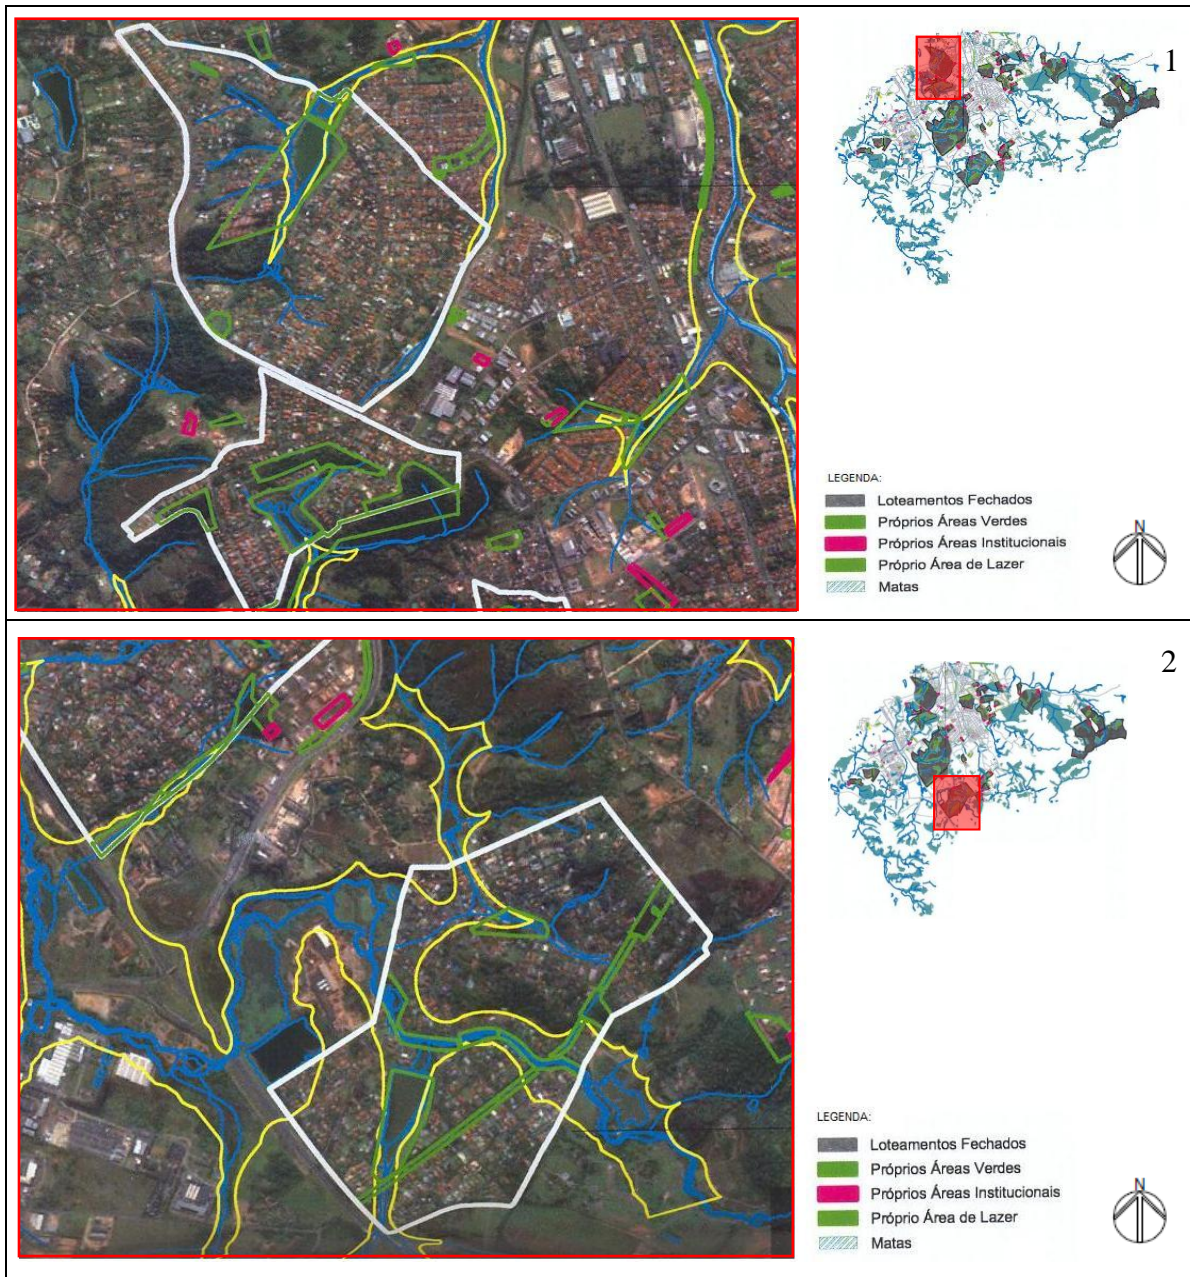 1
LEGENDA:
Loteamentos Fechados
Próprios Áreas Verdes
Próprios Áreas Institucionais
Próprio Área de Lazer
Matas
N
2
LEGENDA:
Loteamentos Fechados
Próprios Áreas Verdes
Próprios Áreas Institucionais
Próprio Área de Lazer
Matas
N